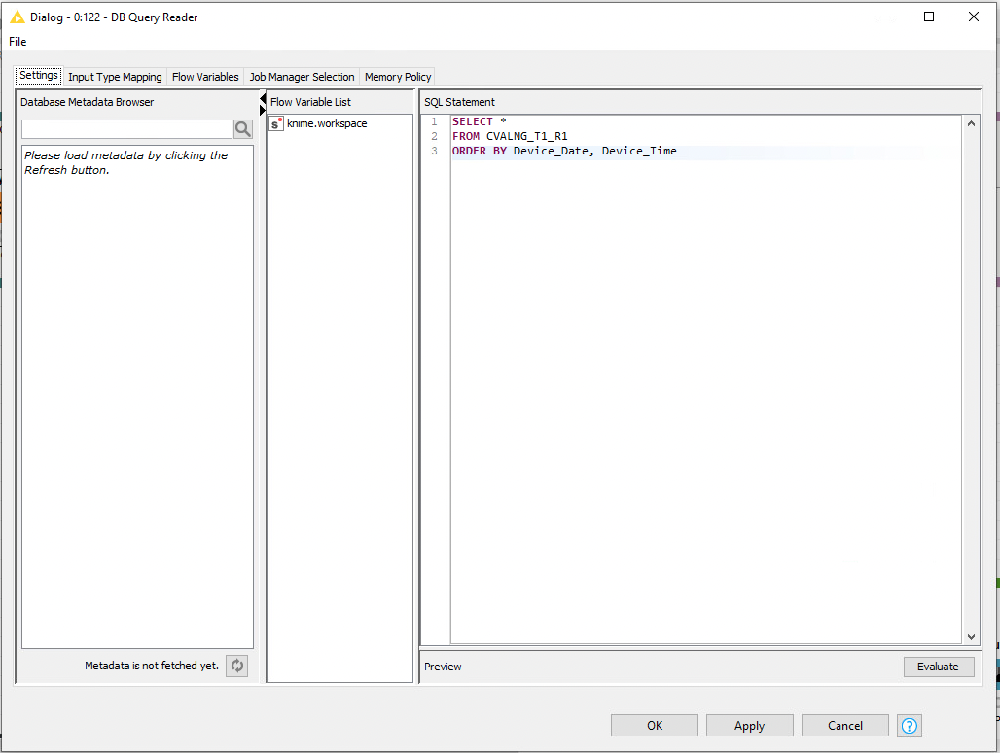 Dialog - 0:122 - DB Query Reader
File
Settings Input Type Mapping Flow Variables Job Manager Selection Memory Policy
Database Metadata Browser
Please load metadata by clicking the
Refresh button.
Metadata is not fetched yet.
Flow Variable List
s knime.workspace
SQL Statement
1 SELECT *
2 FROM CVALNG_T1_R1
3 ORDER BY Device_Date, Device_Time
Preview Evaluate
OK Apply Cancel ?